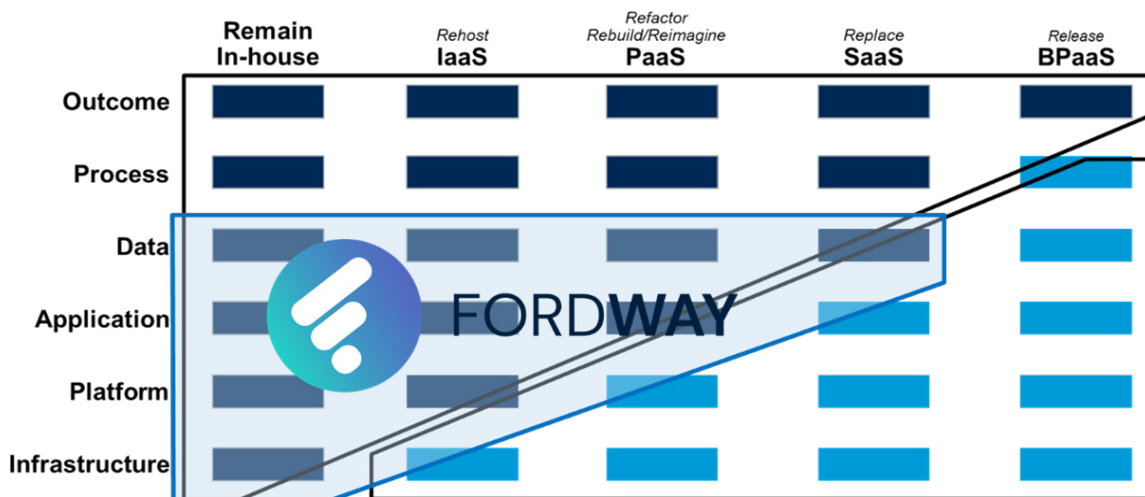 Remain
In-house
Rehost
IaaS
Refactor
Rebuild/Reimagine
PaaS
Replace
SaaS
Release
BPaaS
Outcome
Process
Data
Application
Platform
Infrastructure
FORDWAY